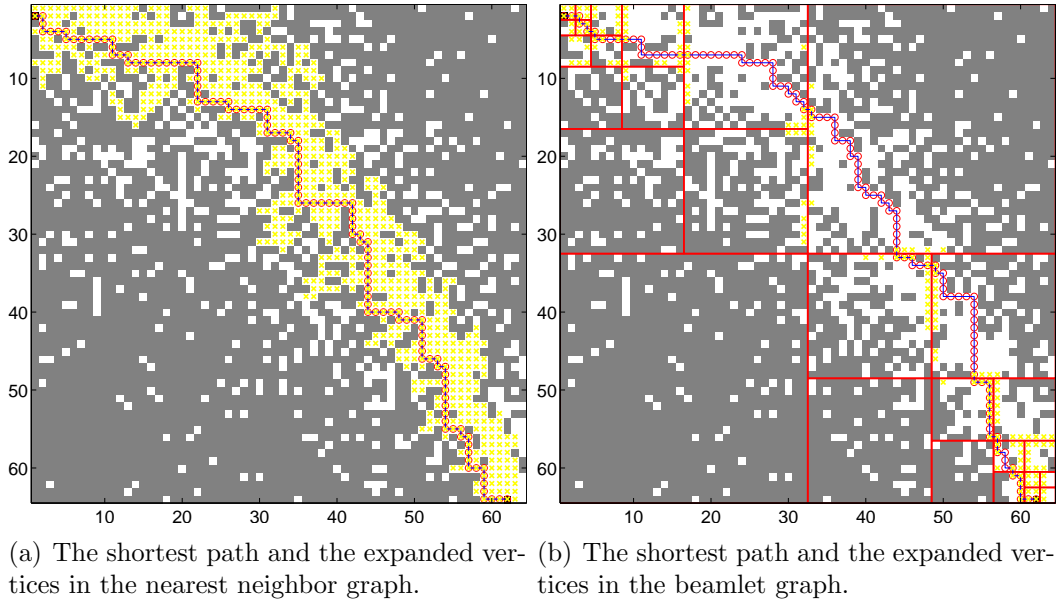 10
20
30
40
50
60
10 20 30 40 50 60
10
20
30
40
50
60
10 20 30 40 50 60
(a) The shortest path and the expanded ver-
tices in the nearest neighbor graph.
(b) The shortest path and the expanded ver-
tices in the beamlet graph.